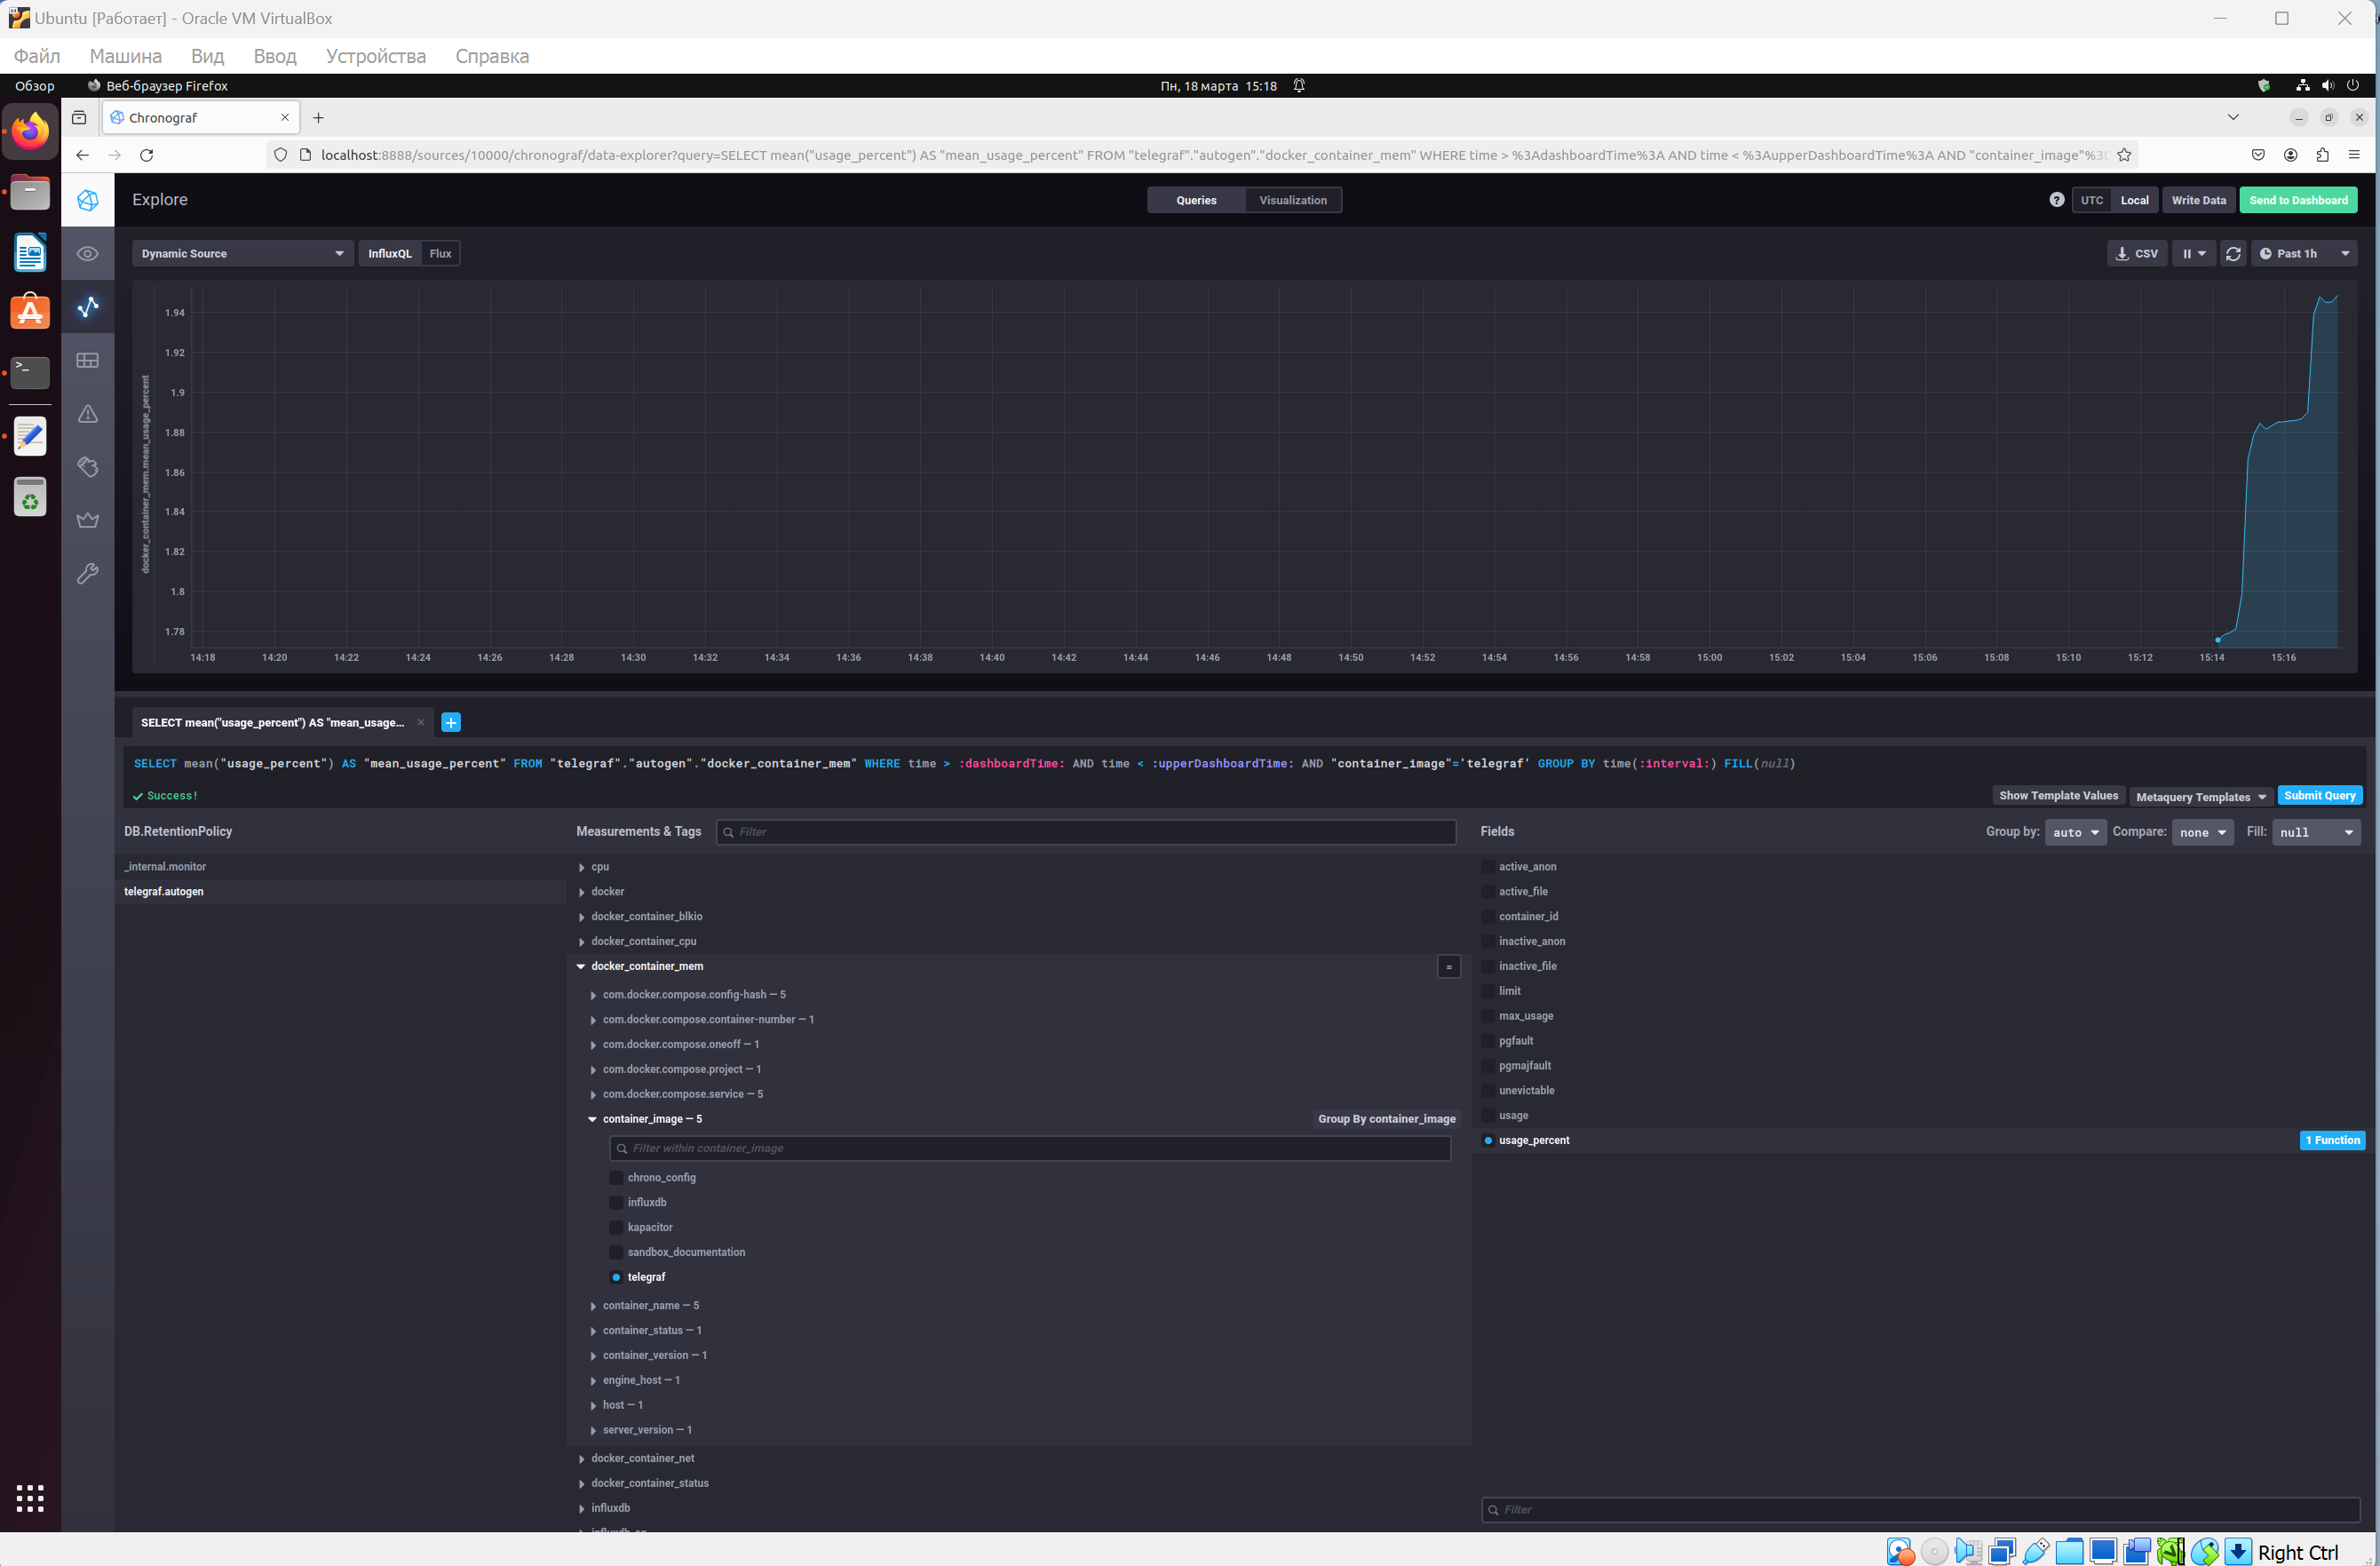 Ubuntu [Работает] - Oracle VM VirtualBox
Файл Машина Вид Ввод Устройства Справка
Обзор Веб-браузер Firefox Пн, 18 марта 15:18
Chronograf
localhost:8888/sources/10000/chronograf/data-explorer?query=SELECT mean("usage_percent") AS "mean_usage_percent" FROM "telegraf"."autogen"."docker_container_mem" WHERE time > %3AdashboardTime%3A AND time < %3AupperDashboardTime%3A AND "container_image"%3D
Explore Queries Visualization ? UTC Local Write Data Send to Dashboard
Dynamic Source InfluxQL Flux CSV Past 1h
docker_container_mem.mean_usage_percent
1.94
1.92
1.9
1.88
1.86
1.84
1.82
1.8
1.78
14:18 14:20 14:22 14:24 14:26 14:28 14:30 14:32 14:34 14:36 14:38 14:40 14:42 14:44 14:46 14:48 14:50 14:52 14:54 14:56 14:58 15:00 15:02 15:04 15:06 15:08 15:10 15:12 15:14 15:16
SELECT mean("usage_percent") AS "mean_usage...
SELECT mean("usage_percent") AS "mean_usage_percent" FROM "telegraf"."autogen"."docker_container_mem" WHERE time > :dashboardTime: AND time < :upperDashboardTime: AND "container_image"='telegraf' GROUP BY time(:interval:) FILL(null)
Success!
Show Template Values Metaquery Templates Submit Query
DB.RetentionPolicy
_internal.monitor
telegraf.autogen
Measurements & Tags Filter
cpu
docker
docker_container_blkio
docker_container_cpu
docker_container_mem =
com.docker.compose.config-hash — 5
com.docker.compose.container-number — 1
com.docker.compose.oneoff — 1
com.docker.compose.project — 1
com.docker.compose.service — 5
container_image — 5 Group By container_image
Filter within container_image
chrono_config
influxdb
kapacitor
sandbox_documentation
telegraf
container_name — 5
container_status — 1
container_version — 1
engine_host — 1
host — 1
server_version — 1
docker_container_net
docker_container_status
influxdb
Fields Group by: auto Compare: none Fill: null
active_anon
active_file
container_id
inactive_anon
inactive_file
limit
max_usage
pgfault
pgmajfault
unevictable
usage
usage_percent 1 Function
Filter
Right Ctrl